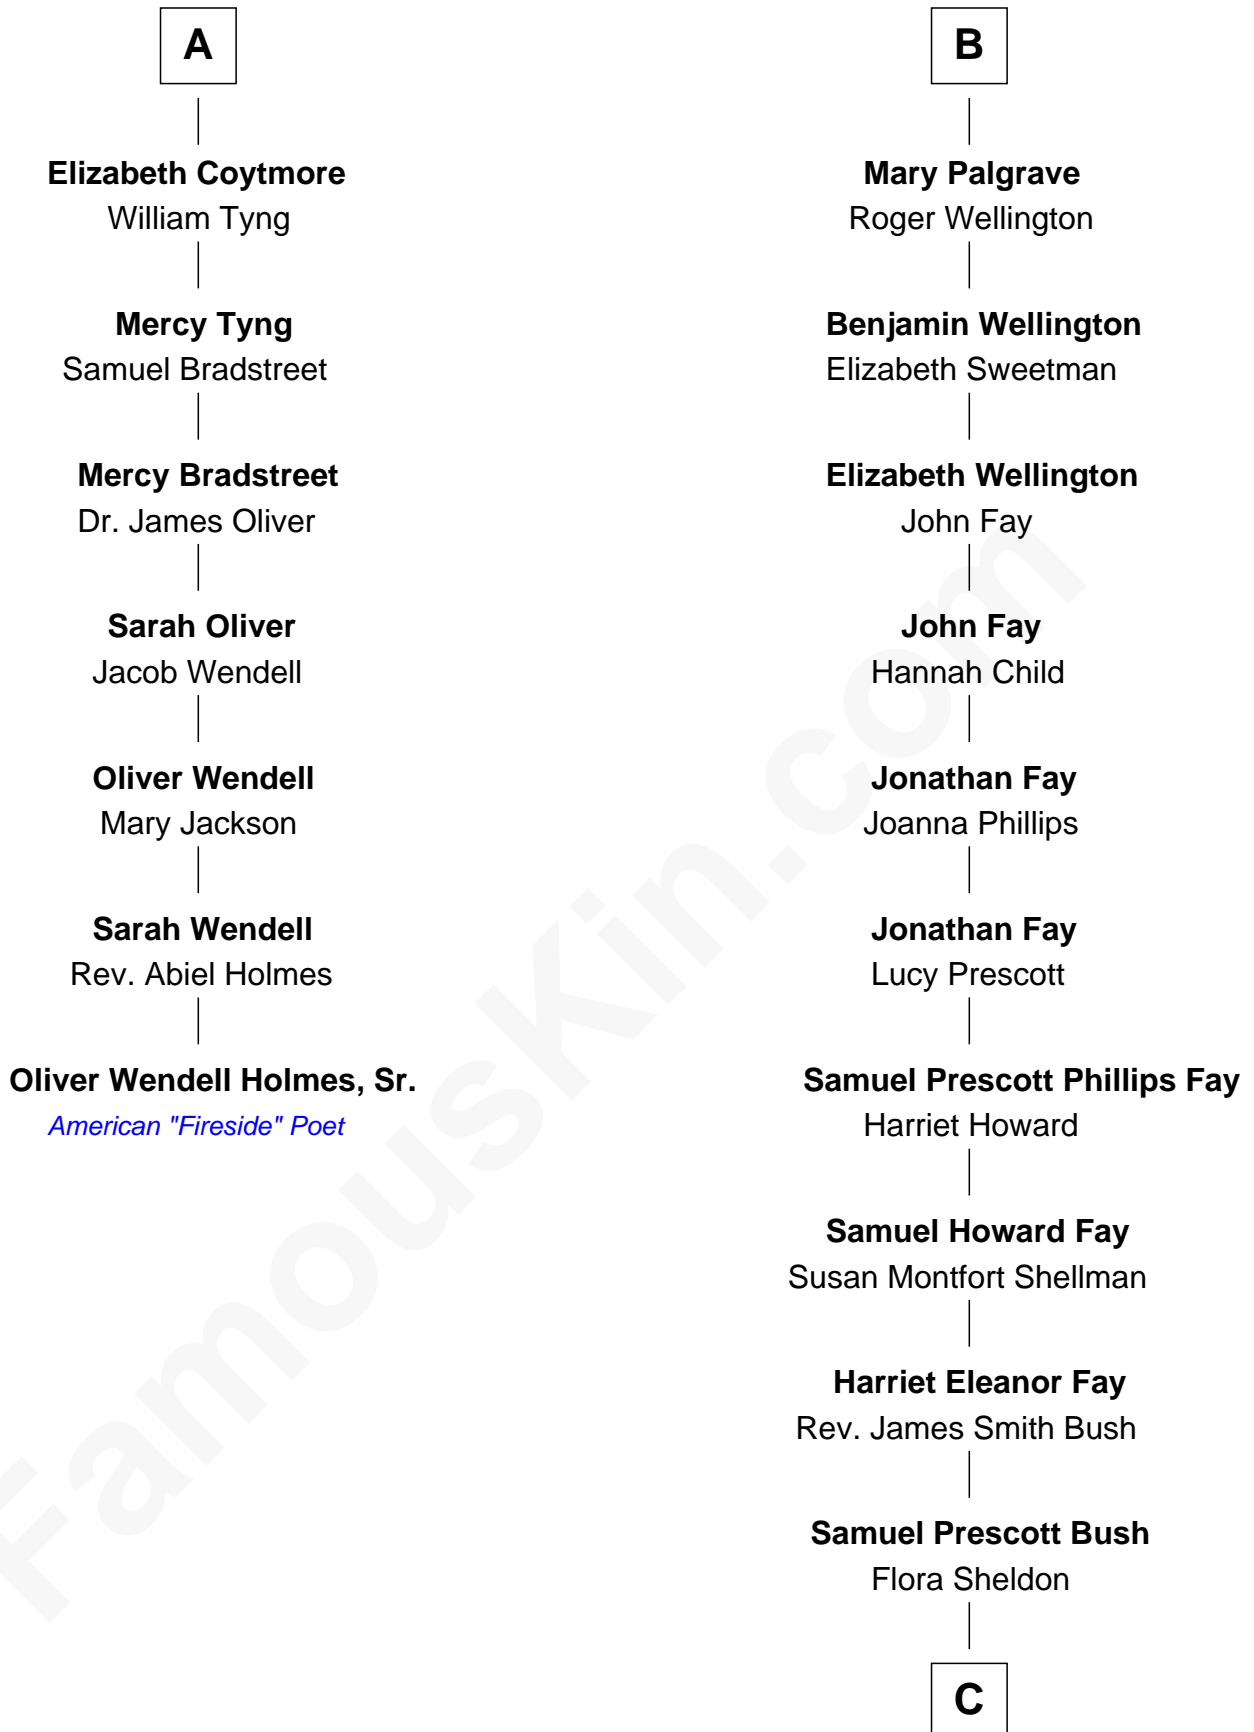 A
Elizabeth Coytmore
William Tyng
Mercy Tyng
Samuel Bradstreet
Mercy Bradstreet
Dr. James Oliver
Sarah Oliver
Jacob Wendell
Oliver Wendell
Mary Jackson
Sarah Wendell
Rev. Abiel Holmes
Oliver Wendell Holmes, Sr.
American "Fireside" Poet
B
Mary Palgrave
Roger Wellington
Benjamin Wellington
Elizabeth Sweetman
Elizabeth Wellington
John Fay
John Fay
Hannah Child
Jonathan Fay
Joanna Phillips
Jonathan Fay
Lucy Prescott
Samuel Prescott Phillips Fay
Harriet Howard
Samuel Howard Fay
Susan Montfort Shellman
Harriet Eleanor Fay
Rev. James Smith Bush
Samuel Prescott Bush
Flora Sheldon
C
FamousKin.com